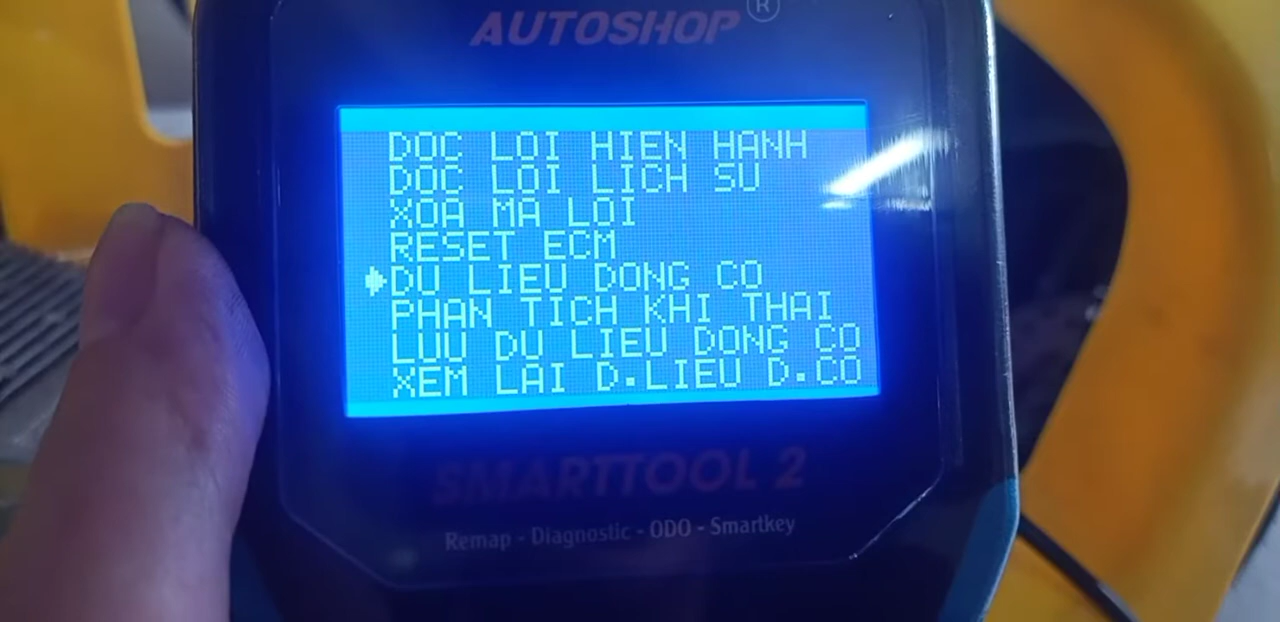 AUTOSHOP®
DOC LOI HIEN HANH
DOC LOI LICH SU
XOA MA LOI
RESET ECM
DU LIEU DONG CO
PHAN TICH KHI THAI
LUU DU LIEU DONG CO
XEM LAI D.LIEU D.CO
SMARTTOOL 2
Remap - Diagnostic - ODO - Smartkey